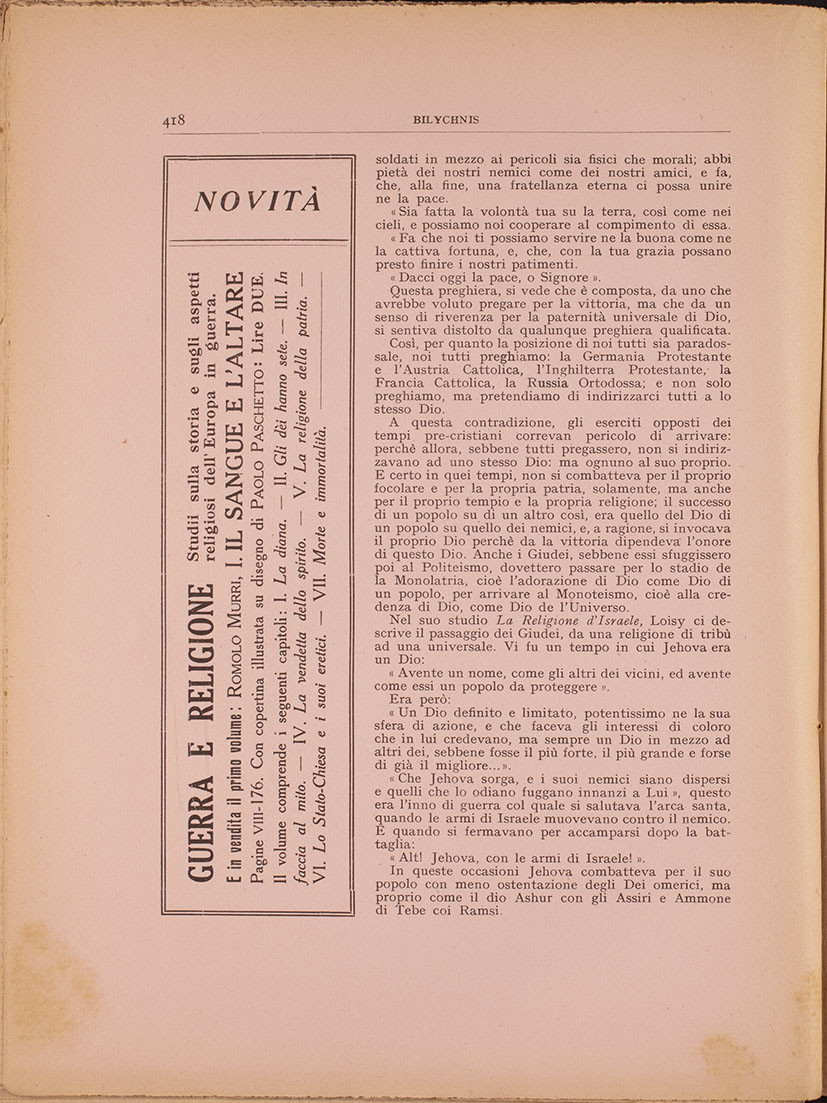 418
BILYCHNIS
NOVITÀ
GUERRA E RELIGIONE Studii sulla storia e sugli aspetti
religiosi dell'Europa in guerra.
È in vendita il primo volume: ROMOLO MURRI, I. IL SANGUE E L'ALTARE
Pagine VIII-176. Con copertina illustrata su disegno di PAOLO PASCHETTO: Lire DUE.
Il volume comprende i seguenti capitoli: I. La diana. — II. Gli dèi hanno sete. — III. In
faccia al mito. — IV. La vendetta dello spirito. — V. La religione della patria. —
VI. Lo Stato-Chiesa e i suoi eretici. — VII. Morte e immortalità.
soldati in mezzo ai pericoli sia fisici che morali; abbi
pietà dei nostri nemici come dei nostri amici, e fa,
che, alla fine, una fratellanza eterna ci possa unire
ne la pace.
« Sia fatta la volontà tua su la terra, così come nei
cieli, e possiamo noi cooperare al compimento di essa.
« Fa che noi ti possiamo servire ne la buona come ne
la cattiva fortuna, e, che, con la tua grazia possano
presto finire i nostri patimenti.
« Dacci oggi la pace, o Signore ».
Questa preghiera, si vede che è composta, da uno che
avrebbe voluto pregare per la vittoria, ma che da un
senso di riverenza per la paternità universale di Dio,
si sentiva distolto da qualunque preghiera qualificata.
Così, per quanto la posizione di noi tutti sia parados-
sale, noi tutti preghiamo: la Germania Protestante
e l'Austria Cattolica, l'Inghilterra Protestante, la
Francia Cattolica, la Russia Ortodossa; e non solo
preghiamo, ma pretendiamo di indirizzarci tutti a lo
stesso Dio.
A questa contradizione, gli eserciti opposti dei
tempi pre-cristiani correvan pericolo di arrivare:
perchè allora, sebbene tutti pregassero, non si indiriz-
zavano ad uno stesso Dio: ma ognuno al suo proprio.
E certo in quei tempi, non si combatteva per il proprio
focolare e per la propria patria, solamente, ma anche
per il proprio tempio e la propria religione; il successo
di un popolo su di un altro così, era quello del Dio di
un popolo su quello dei nemici, e, a ragione, si invocava
il proprio Dio perchè da la vittoria dipendeva l'onore
di questo Dio. Anche i Giudei, sebbene essi sfuggissero
poi al Politeismo, dovettero passare per lo stadio de
la Monolatria, cioè l'adorazione di Dio come Dio di
un popolo, per arrivare al Monoteismo, cioè alla cre-
denza di Dio, come Dio de l'Universo.
Nel suo studio La Religione d'Israele, Loisy ci de-
scrive il passaggio dei Giudei, da una religione di tribù
ad una universale. Vi fu un tempo in cui Jehova era
un Dio:
« Avente un nome, come gli altri dei vicini, ed avente
come essi un popolo da proteggere ».
Era però:
« Un Dio definito e limitato, potentissimo ne la sua
sfera di azione, e che faceva gli interessi di coloro
che in lui credevano, ma sempre un Dio in mezzo ad
altri dei, sebbene fosse il più forte, il più grande e forse
di già il migliore...».
« Che Jehova sorga, e i suoi nemici siano dispersi
e quelli che lo odiano fuggano innanzi a Lui », questo
era l'inno di guerra col quale si salutava l'arca santa,
quando le armi di Israele muovevano contro il nemico.
E quando si fermavano per accamparsi dopo la bat-
taglia:
« Alt! Jehova, con le armi di Israele! ».
In queste occasioni Jehova combatteva per il suo
popolo con meno ostentazione degli Dei omerici, ma
proprio come il dio Ashur con gli Assiri e Ammone
di Tebe coi Ramsi.